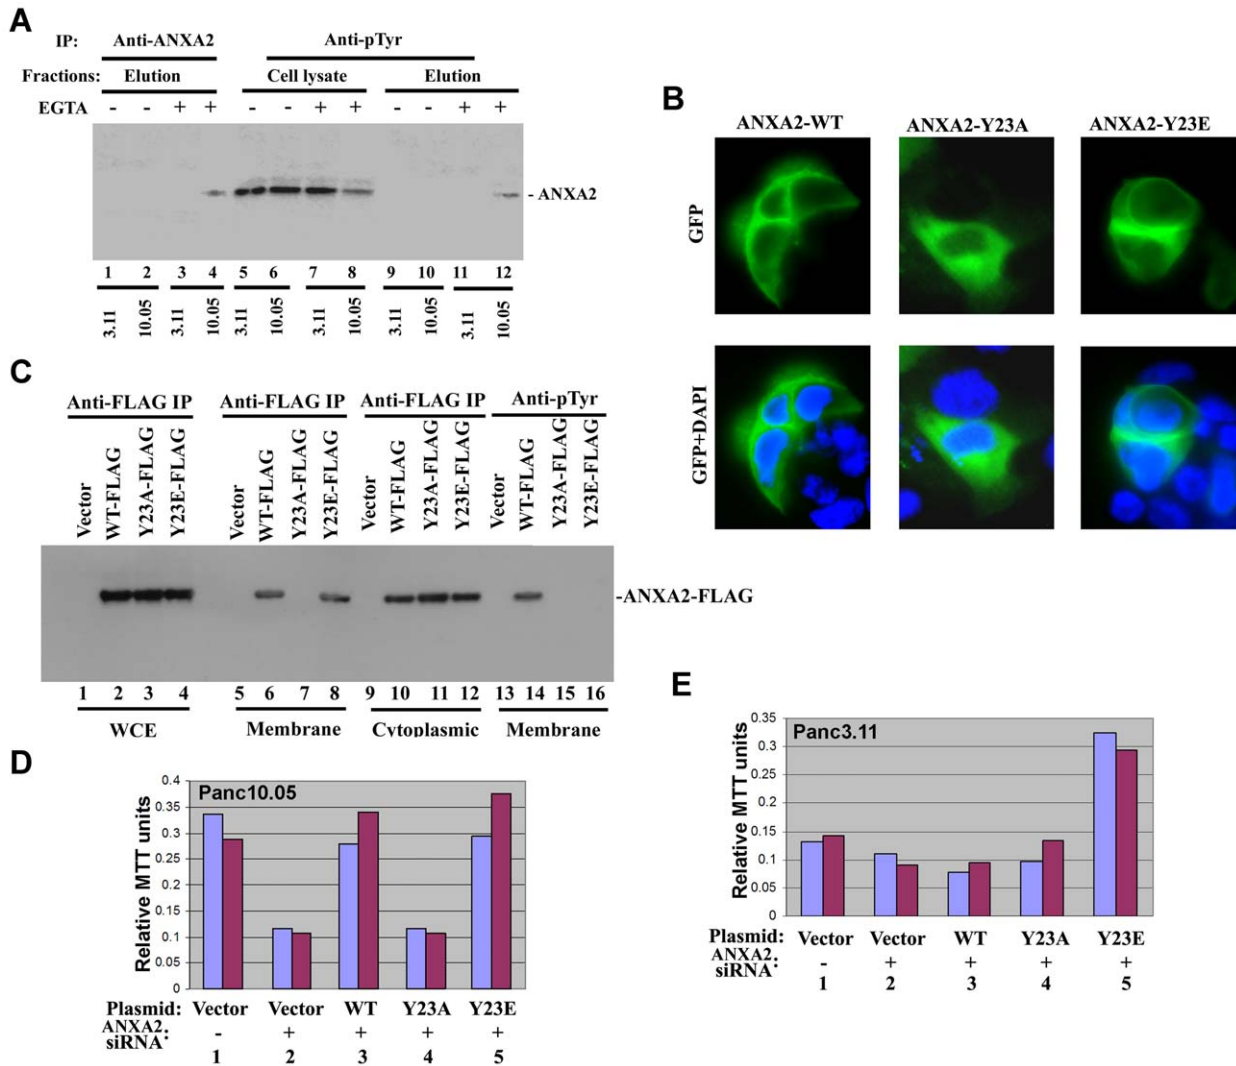 A
IP: Anti-ANXA2 Anti-pTyr
Fractions: Elution Cell lysate Elution
EGTA - - + + - - + + - - + +
- ANXA2
1 2 3 4 5 6 7 8 9 10 11 12
3.11 10.05 3.11 10.05 3.11 10.05 3.11 10.05 3.11 10.05 3.11 10.05
B
ANXA2-WT ANXA2-Y23A ANXA2-Y23E
GFP
GFP+DAPI
C
Anti-FLAG IP Anti-FLAG IP Anti-FLAG IP Anti-pTyr
Vector WT-FLAG Y23A-FLAG Y23E-FLAG Vector WT-FLAG Y23A-FLAG Y23E-FLAG Vector WT-FLAG Y23A-FLAG Y23E-FLAG Vector WT-FLAG Y23A-FLAG Y23E-FLAG
-ANXA2-FLAG
1 2 3 4 5 6 7 8 9 10 11 12 13 14 15 16
WCE Membrane Cytoplasmic Membrane
D
Panc10.05
Relative MTT units
0.4
0.35
0.3
0.25
0.2
0.15
0.1
0.05
0
Plasmid: Vector Vector WT Y23A Y23E
ANXA2 siRNA: - + + + +
1 2 3 4 5
E
Panc3.11
Relative MTT units
0.35
0.3
0.25
0.2
0.15
0.1
0.05
0
Plasmid: Vector Vector WT Y23A Y23E
ANXA2 siRNA: - + + + +
1 2 3 4 5